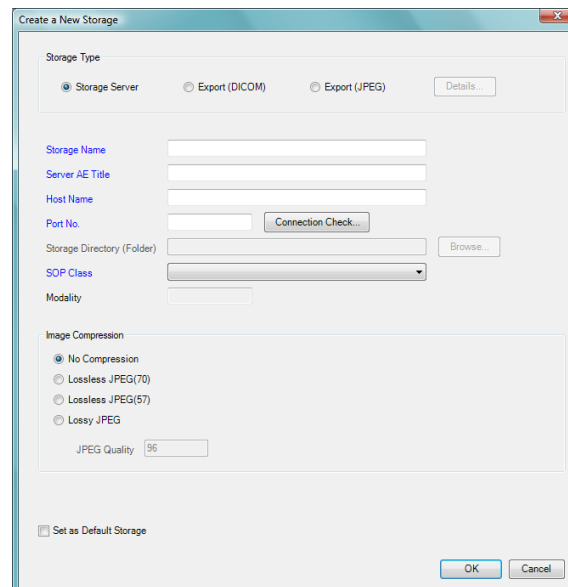 Create a New Storage
Storage Type
Storage Server Export (DICOM) Export (JPEG) Details...
Storage Name
Server AE Title
Host Name
Port No. Connection Check...
Storage Directory (Folder) Browse...
SOP Class
Modality
Image Compression
No Compression
Lossless JPEG(70)
Lossless JPEG(57)
Lossy JPEG
JPEG Quality 96
Set as Default Storage
OK Cancel